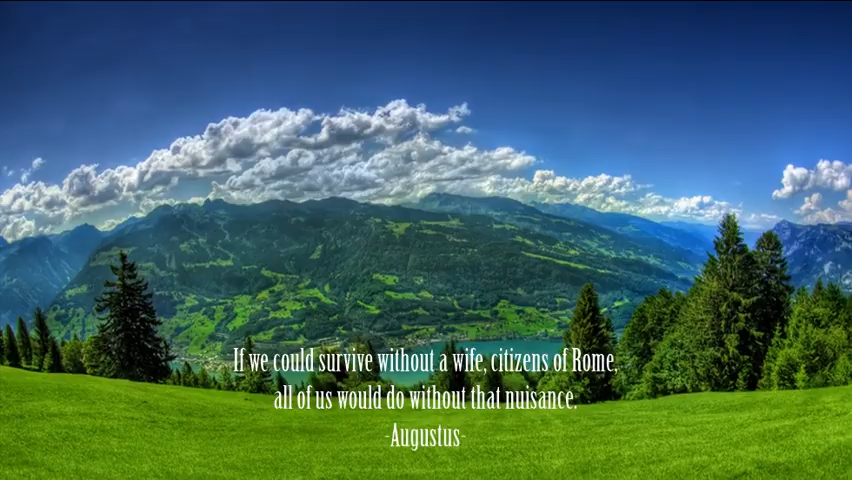 If we could survive without a wife, citizens of Rome,
all of us would do without that nuisance.
-Augustus-